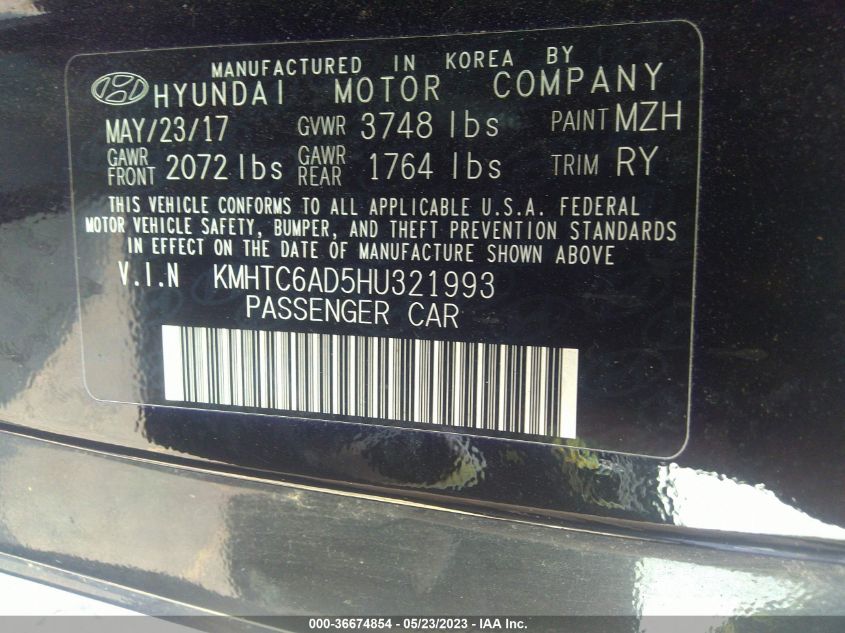 MANUFACTURED IN KOREA BY
HYUNDAI MOTOR COMPANY
MAY/23/17 GVWR 3748 lbs PAINT MZH
GAWR FRONT 2072 lbs GAWR REAR 1764 lbs TRIM RY
THIS VEHICLE CONFORMS TO ALL APPLICABLE U.S.A. FEDERAL
MOTOR VEHICLE SAFETY, BUMPER, AND THEFT PREVENTION STANDARDS
IN EFFECT ON THE DATE OF MANUFACTURE SHOWN ABOVE
V.I.N KMHTC6AD5HU321993
PASSENGER CAR
000-36674854 / 05/23/2023 - IAA Inc.